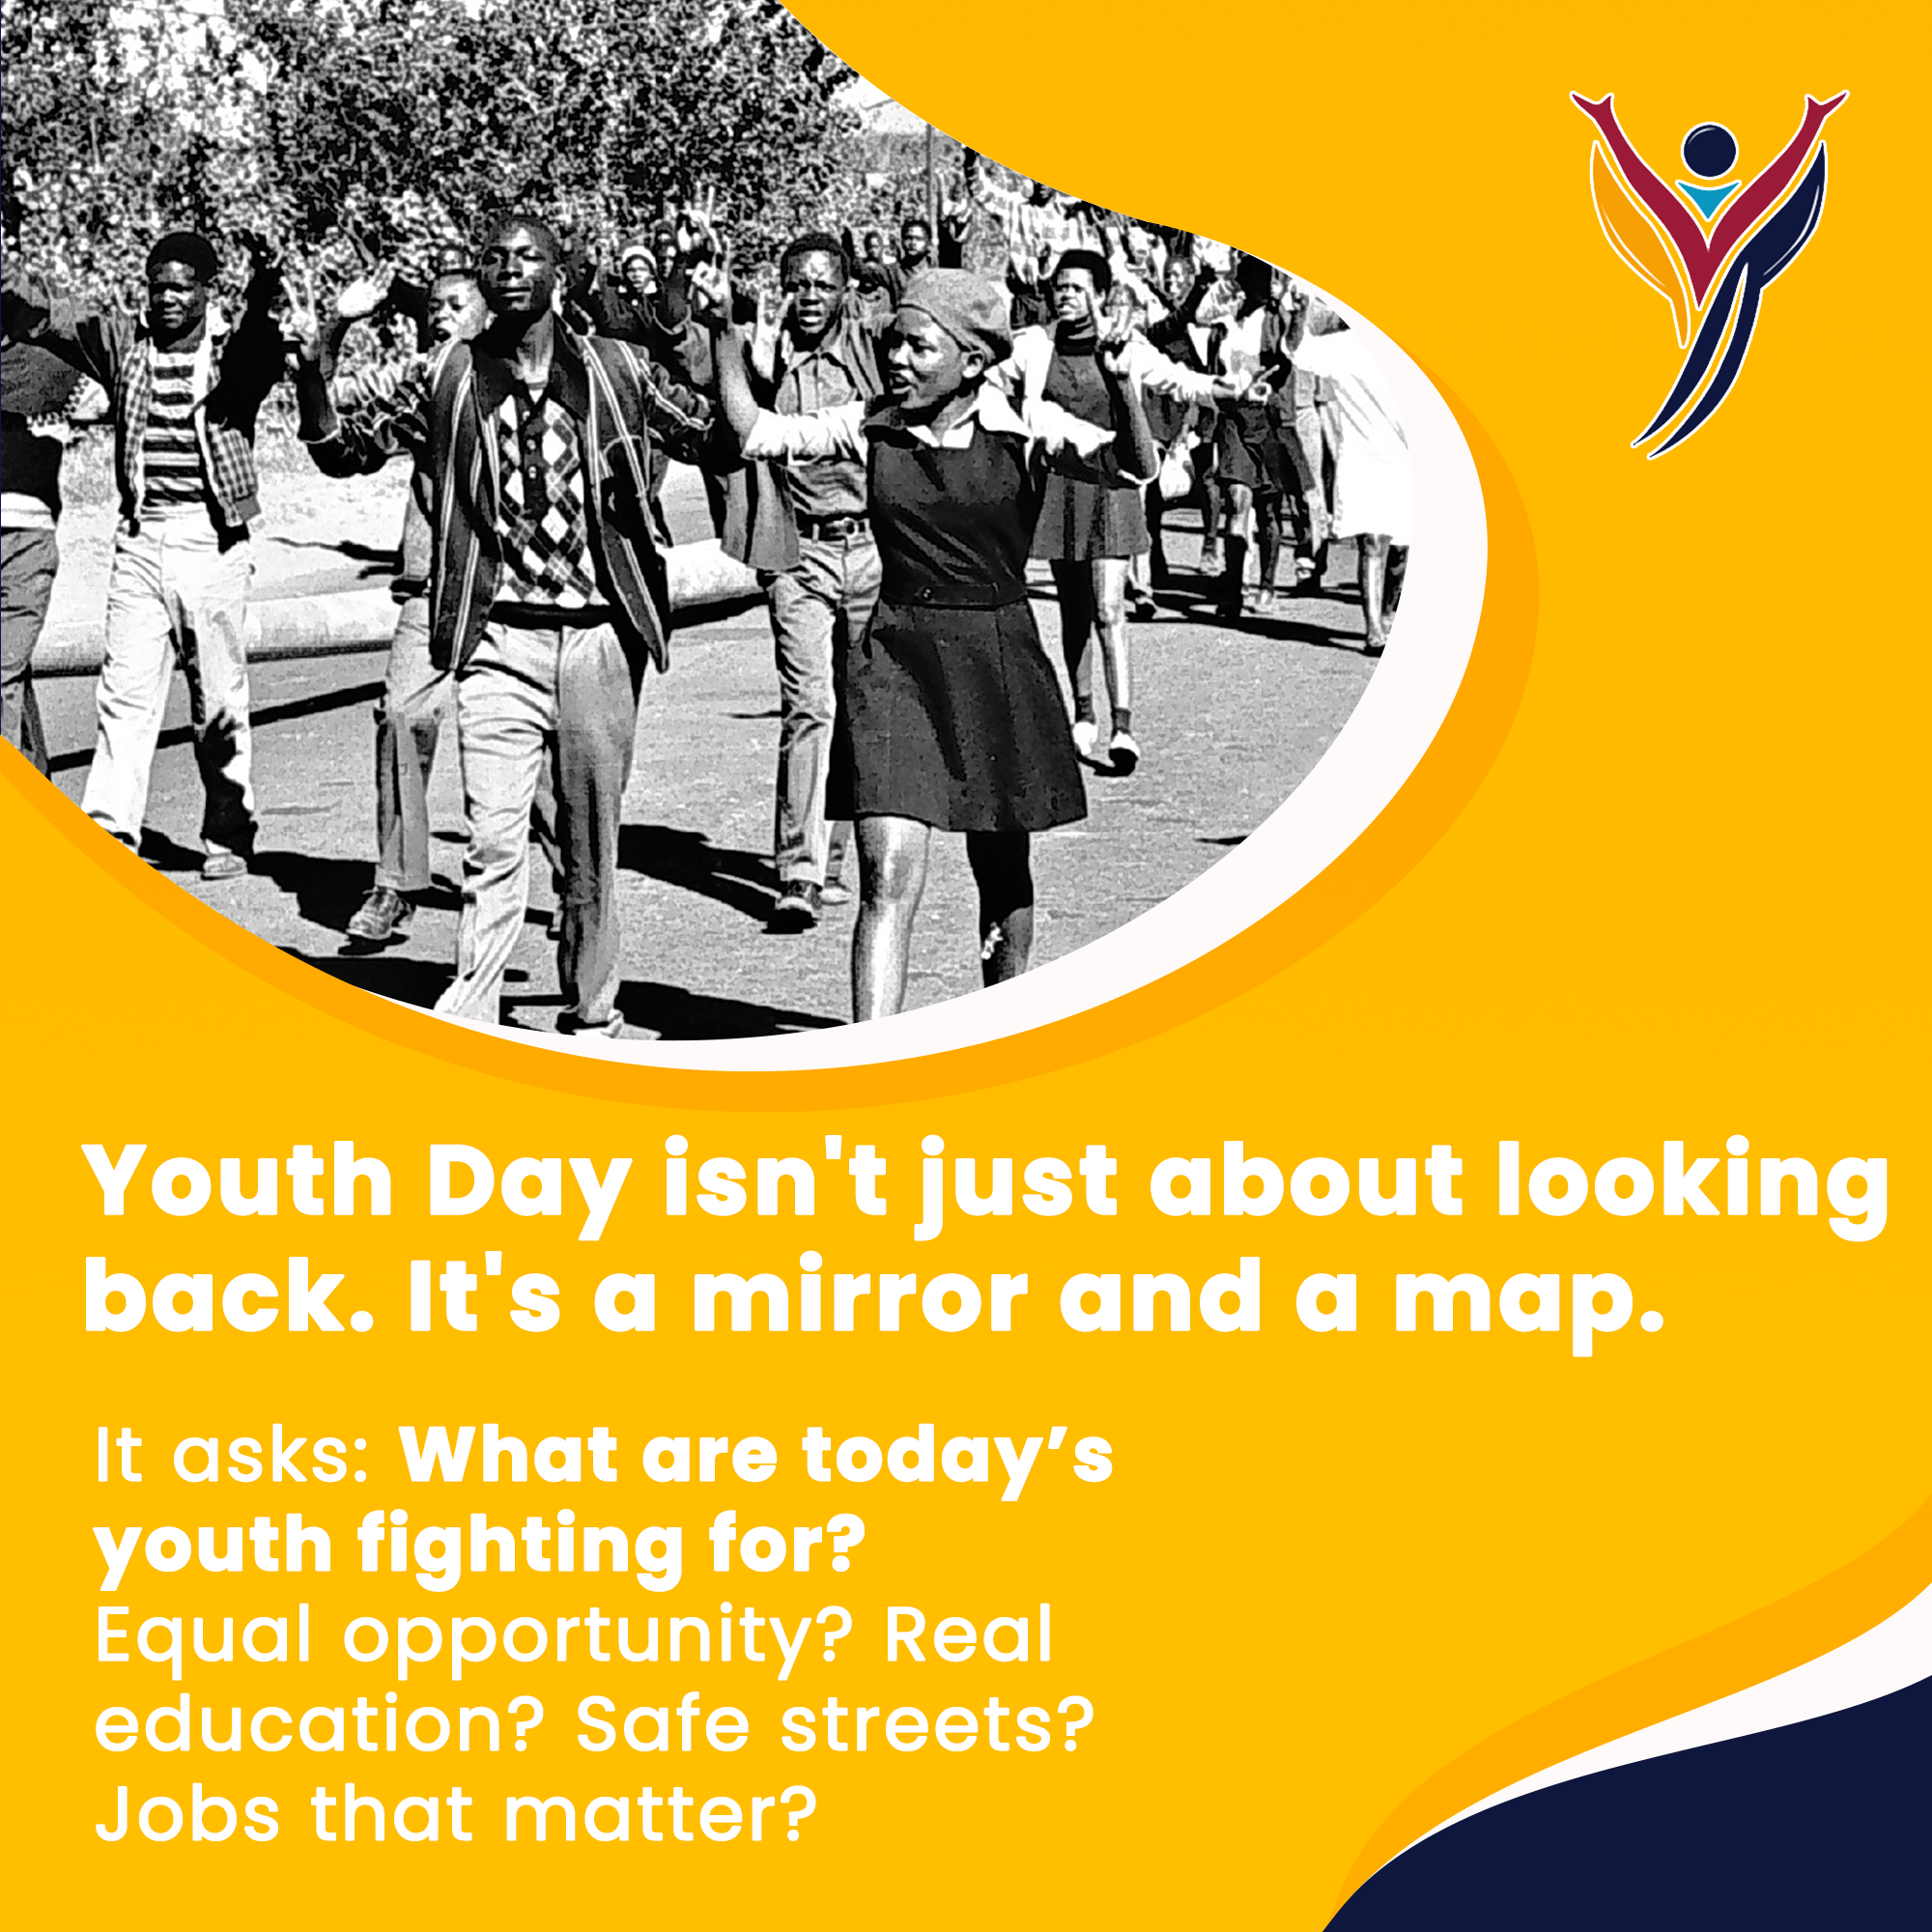 Youth Day isn't just about looking
back. It's a mirror and a map.
It asks: What are today’s
youth fighting for?
Equal opportunity? Real
education? Safe streets?
Jobs that matter?